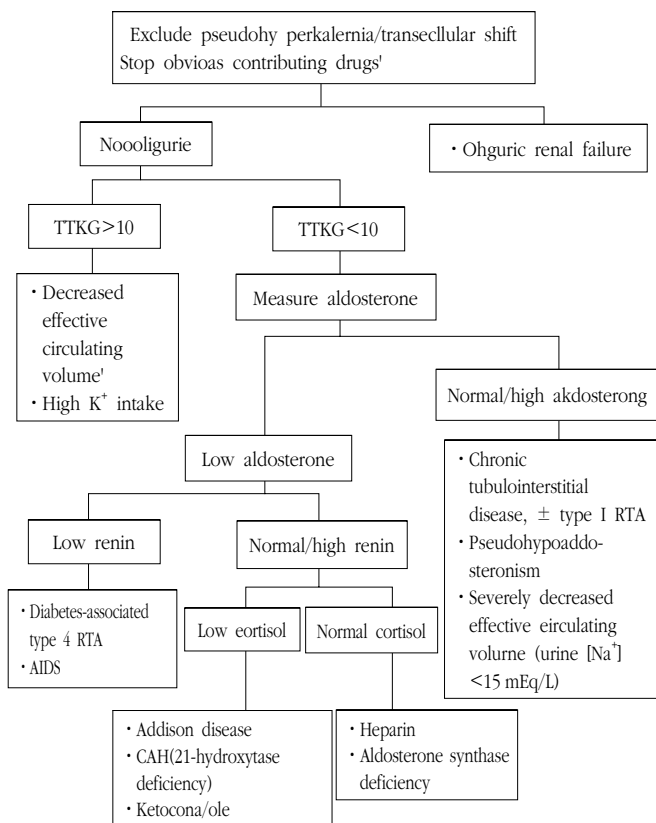 Exclude pseudohy perkalernia/transecllular shift
Stop obvioas contributing drugs'
Noooligurie
・Ohguric renal failure
TTKG>10
TTKG<10
・Decreased
effective
circulating
volume'
・High K⁺ intake
Measure aldosterone
Normal/high akdosterong
Low aldosterone
・Chronic
tubulointerstitial
disease, ± type I RTA
・Pseudohypoaddo-
steronism
・Severely decreased
effective eirculating
volurne (urine [Na⁺]
<15 mEq/L)
Low renin
Normal/high renin
・Diabetes-associated
type 4 RTA
・AIDS
Low eortisol
Normal cortisol
・Addison disease
・CAH(21-hydroxytase
deficiency)
・Ketocona/ole
・Heparin
・Aldosterone synthase
deficiency